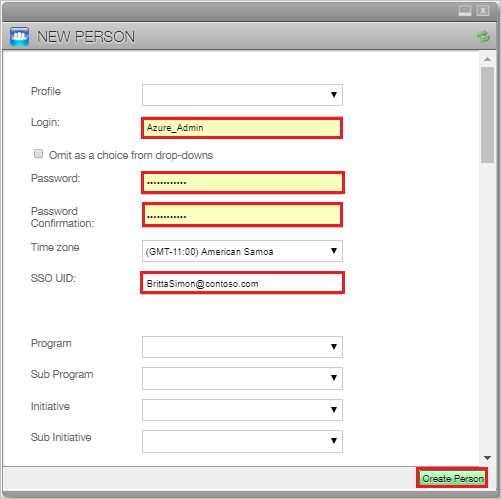 NEW PERSON
Profile
Login:
Azure_Admin
Omit as a choice from drop-downs
Password:
••••••••••••
Password
Confirmation:
••••••••••••
Time zone
(GMT-11:00) American Samoa
SSO UID:
BrittaSimon@contoso.com
Program
Sub Program
Initiative
Sub Initiative
Create Person